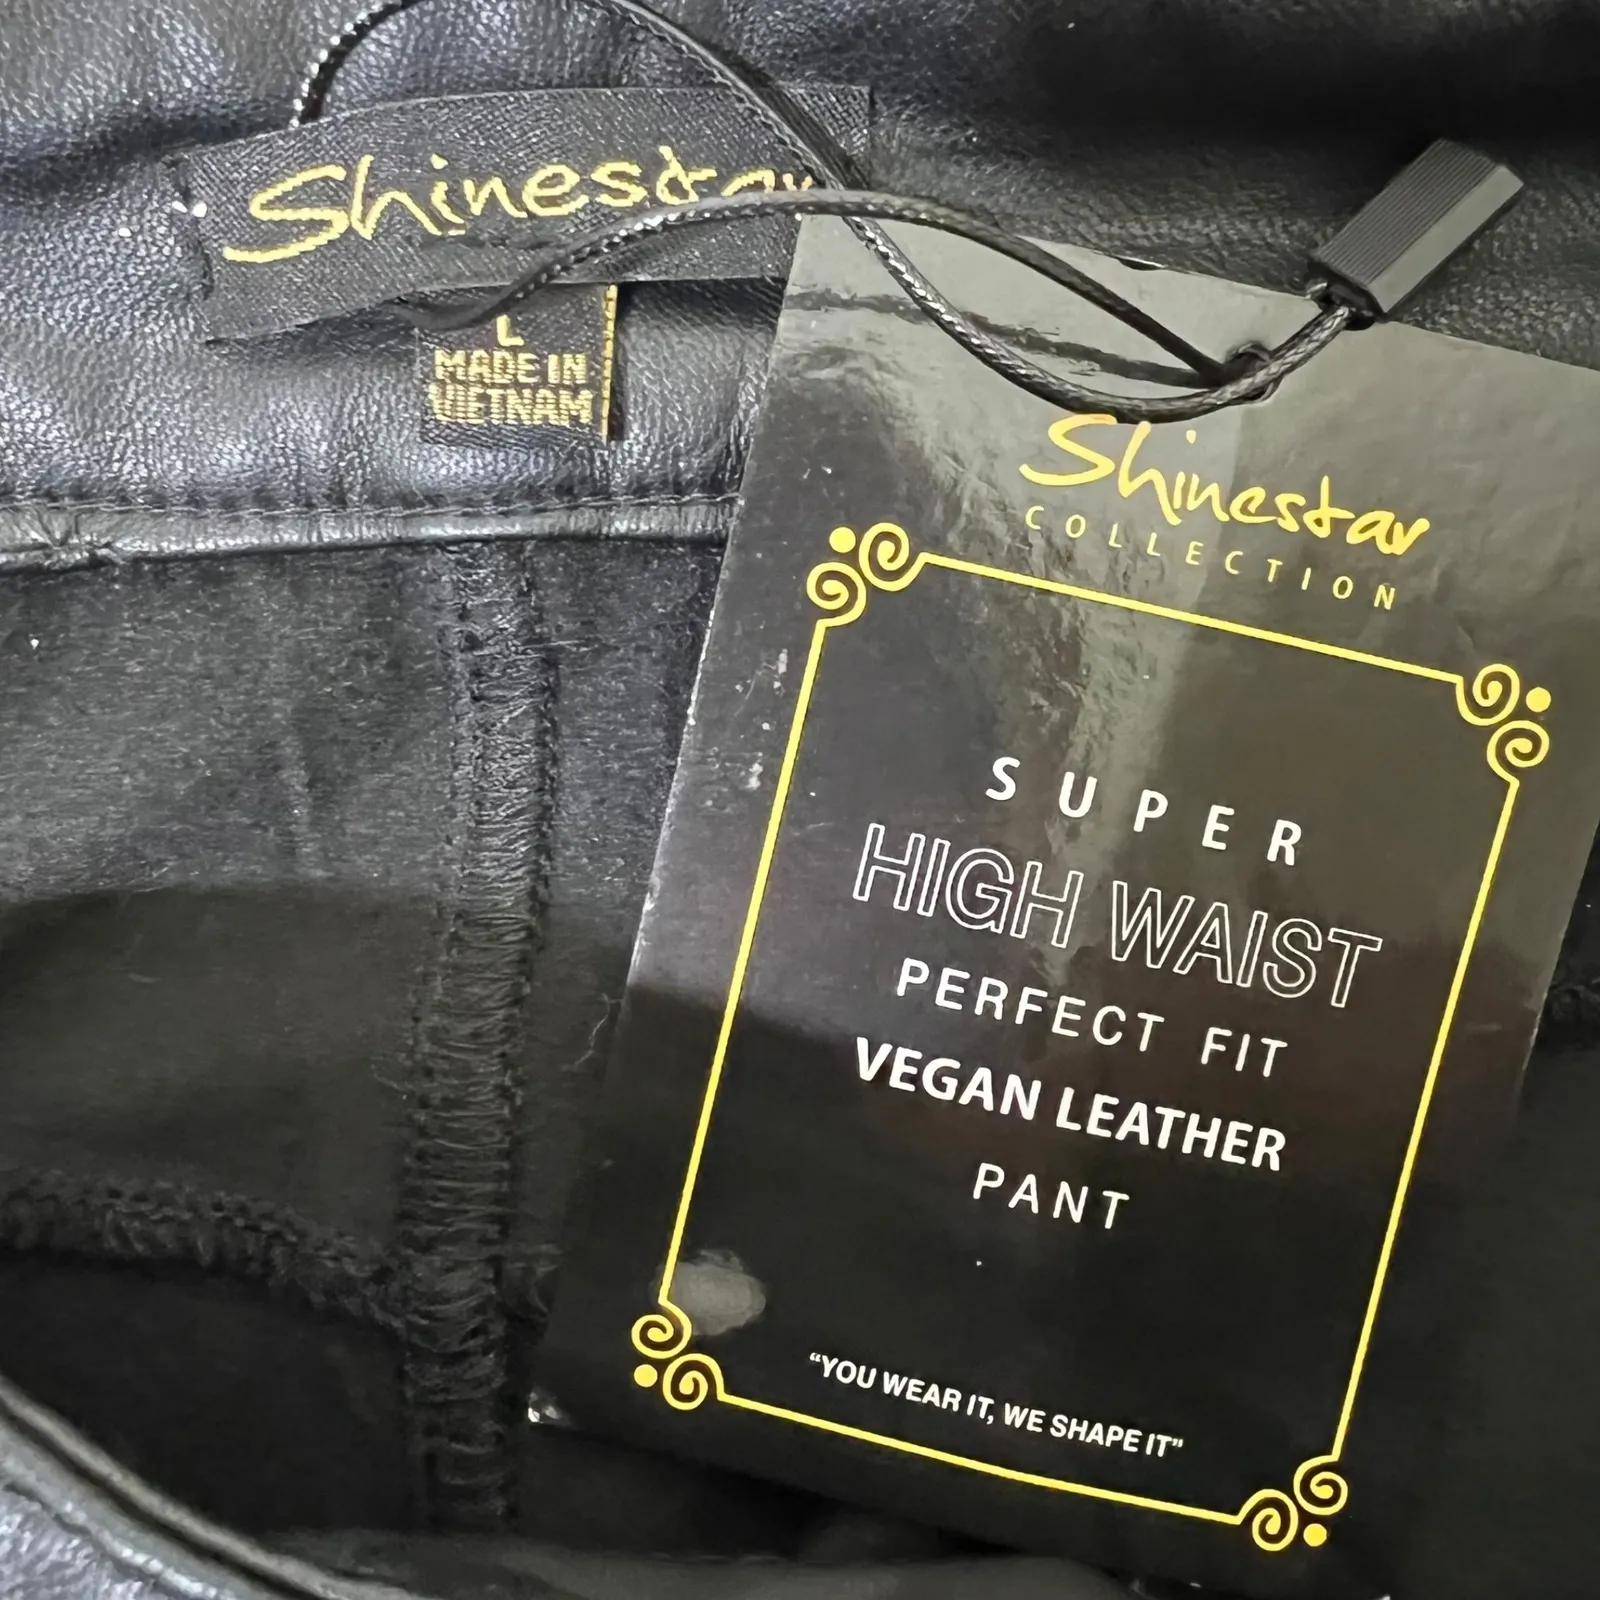 Shinestar
L
MADE IN
VIETNAM
Shinestar
COLLECTION
SUPER
HIGH WAIST
PERFECT FIT
VEGAN LEATHER
PANT
“YOU WEAR IT, WE SHAPE IT”